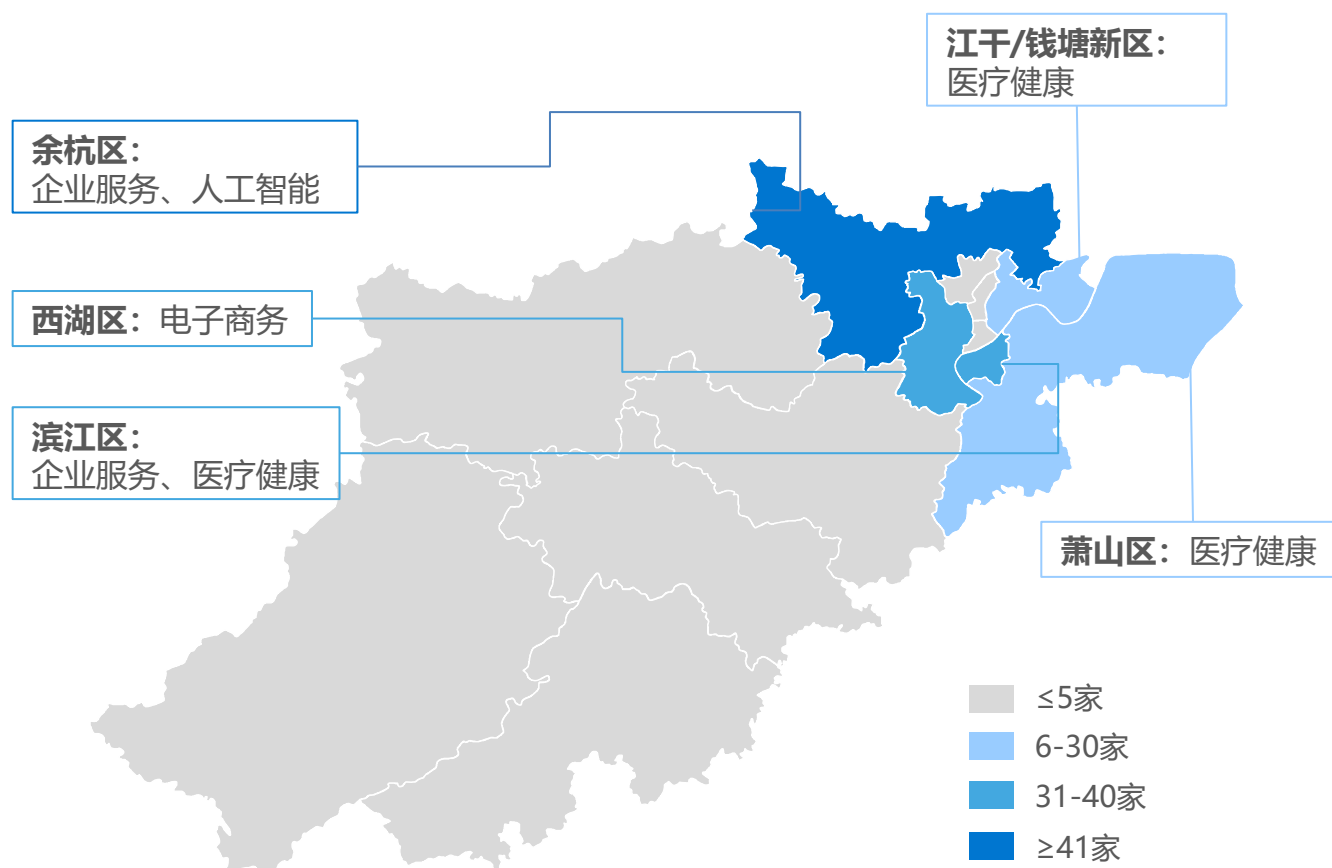 江干/钱塘新区：
医疗健康
余杭区：
企业服务、人工智能
西湖区：电子商务
滨江区：
企业服务、医疗健康
萧山区：医疗健康
≤5家
6-30家
31-40家
≥41家